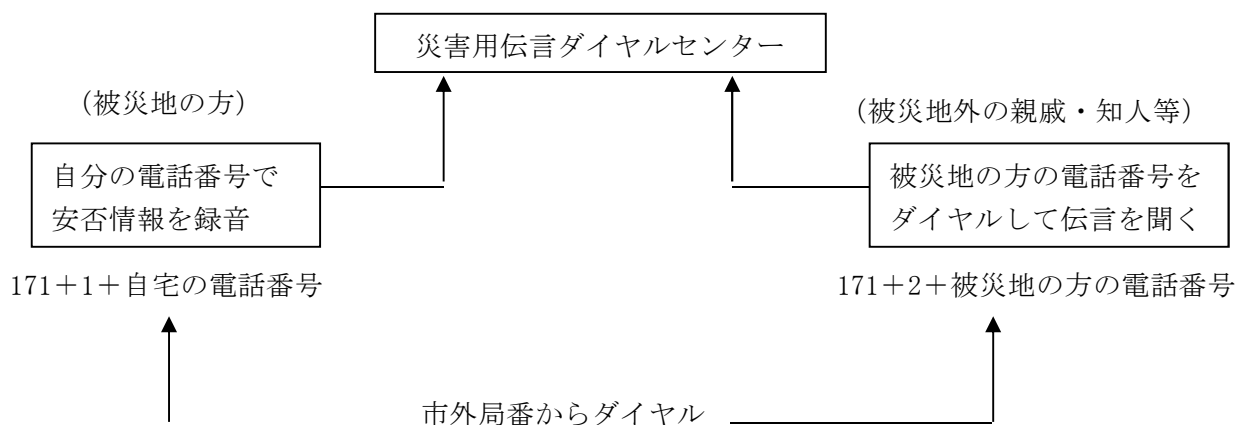 災害用伝言ダイヤルセンター
(被災地の方)
(被災地外の親戚・知人等)
自分の電話番号で
安否情報を録音
被災地の方の電話番号を
ダイヤルして伝言を聞く
171+1+自宅の電話番号
171+2+被災地の方の電話番号
市外局番からダイヤル